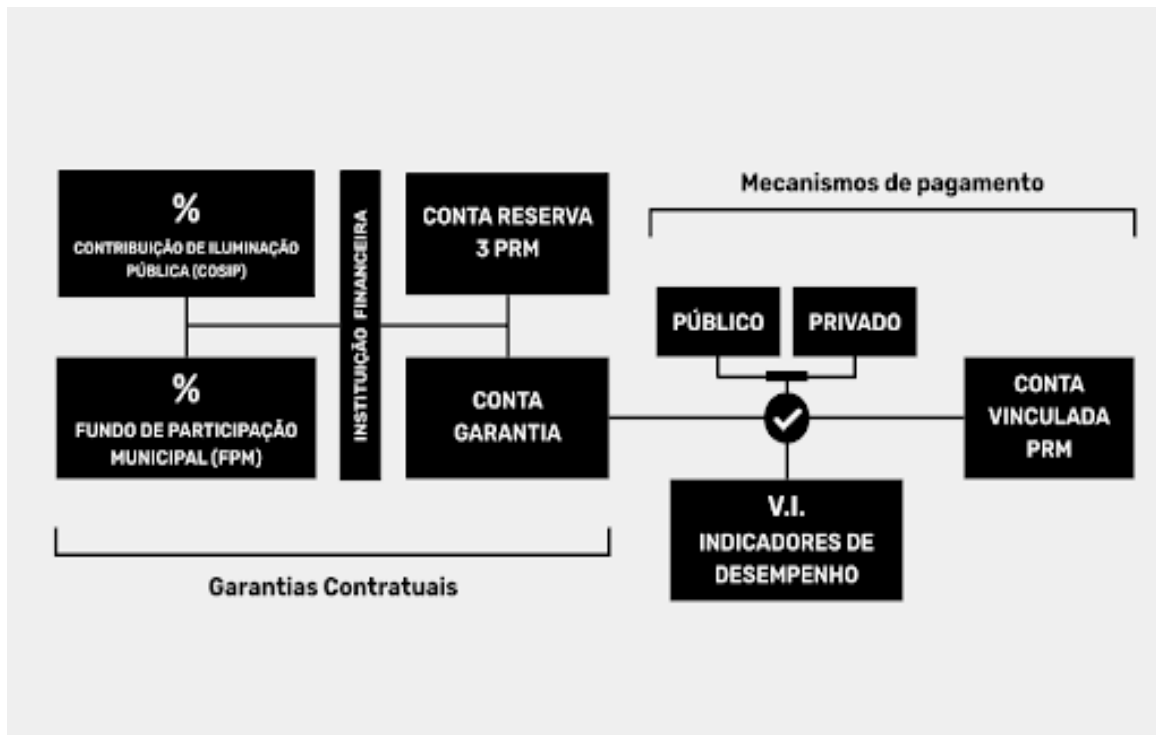 %
CONTRIBUIÇÃO DE ILUMINAÇÃO
PÚBLICA (COSIP)
%
FUNDO DE PARTICIPAÇÃO
MUNICIPAL (FPM)
INSTITUIÇÃO FINANCEIRA
CONTA RESERVA
3 PRM
CONTA
GARANTIA
Garantias Contratuais
Mecanismos de pagamento
PÚBLICO
PRIVADO
CONTA
VINCULADA
PRM
V.I.
INDICADORES DE
DESEMPENHO